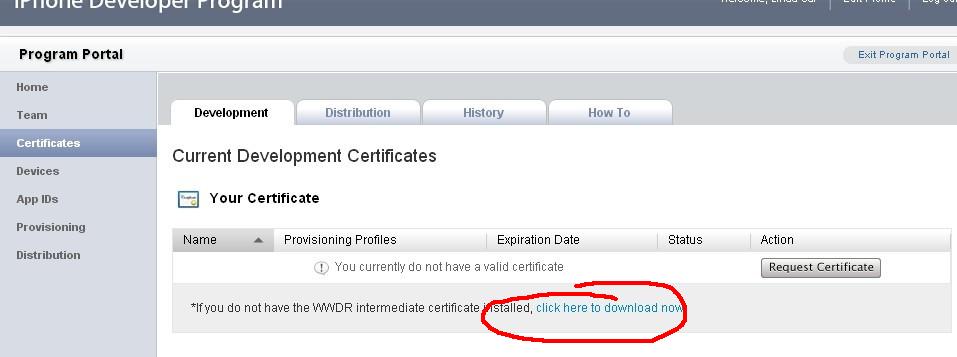 iPhone Developer Program
Welcome, Linda
Edit Profile
Log out
Program Portal
Exit Program Portal
Home
Team
Certificates
Devices
App IDs
Provisioning
Distribution
Development
Distribution
History
How To
Current Development Certificates
Your Certificate
Name
Provisioning Profiles
Expiration Date
Status
Action
You currently do not have a valid certificate
Request Certificate
*If you do not have the WWDR intermediate certificate installed, click here to download now